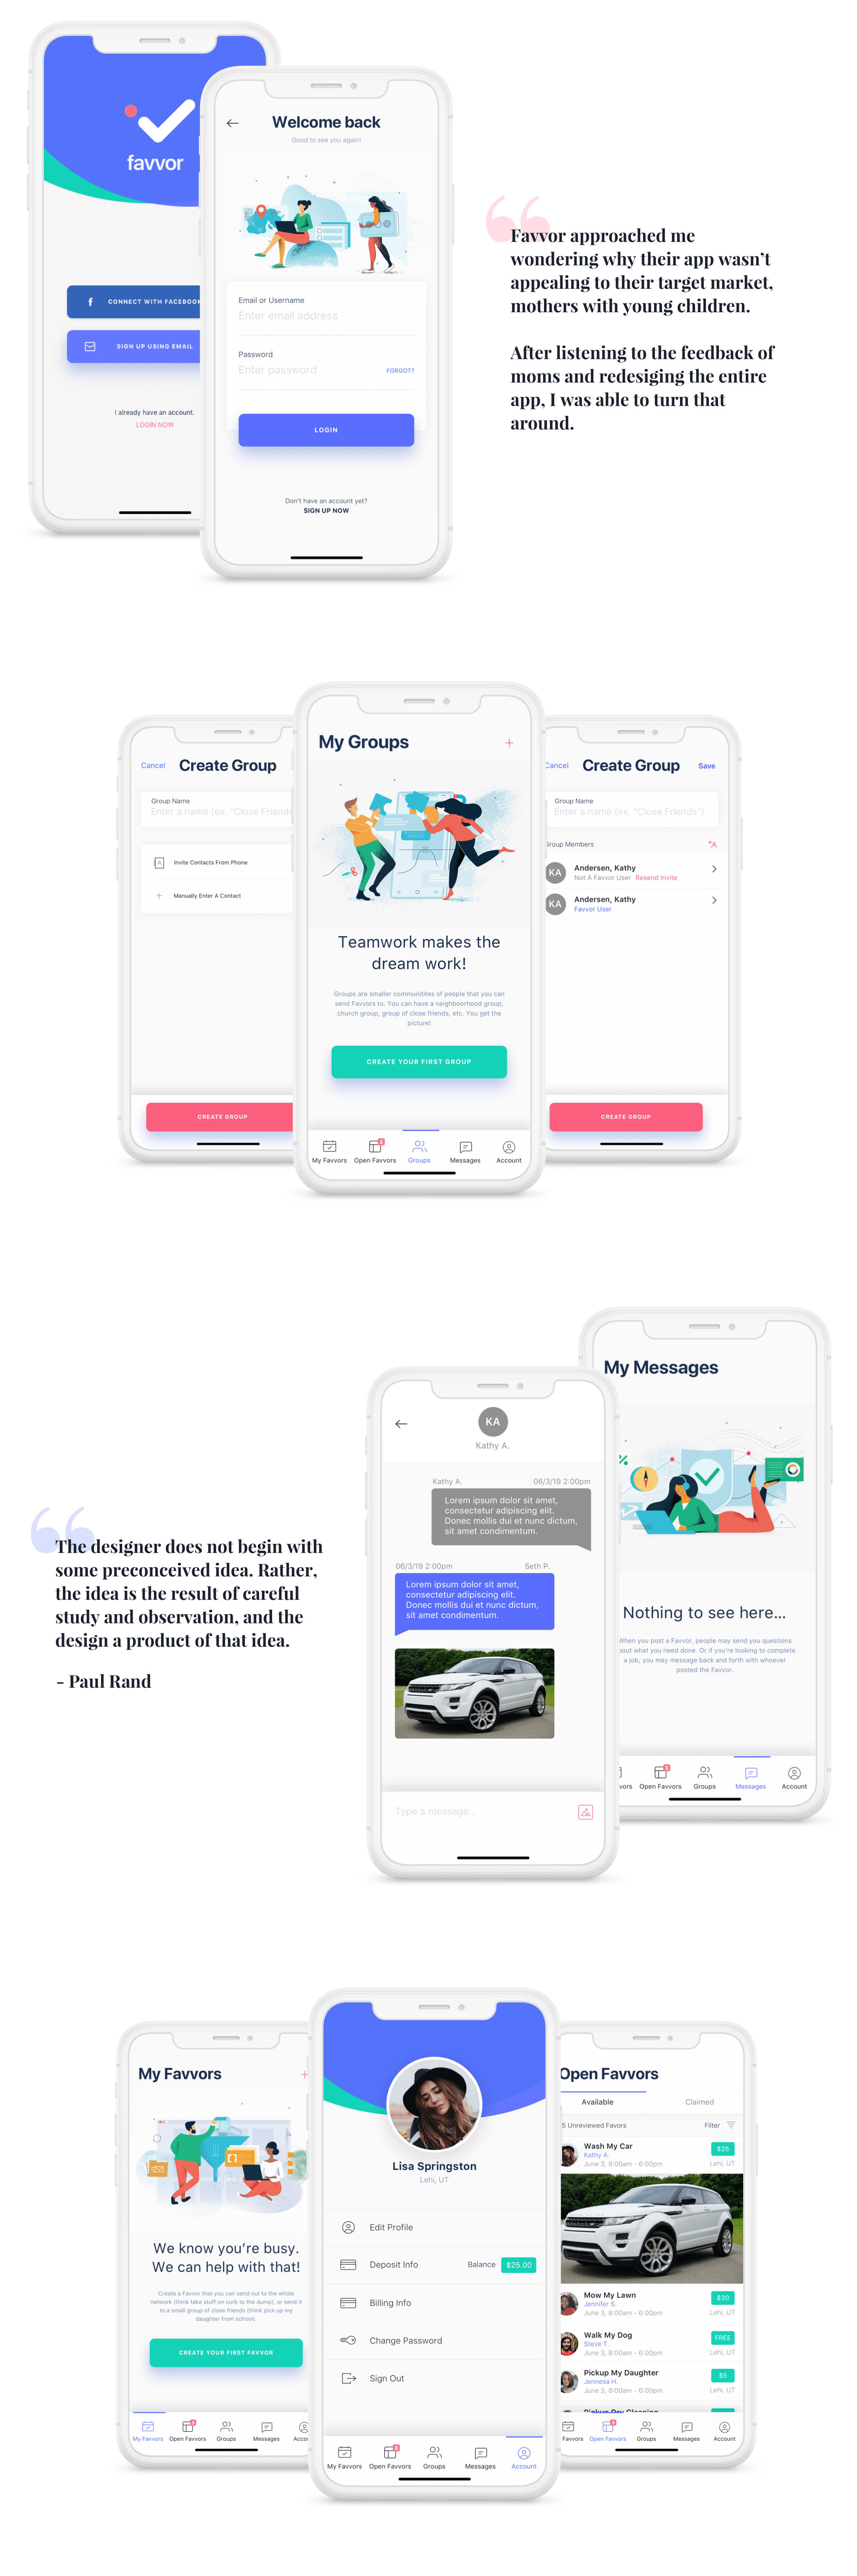 favvor
CONNECT WITH FACEBOOK
SIGN UP USING EMAIL
I already have an account.
LOGIN NOW
Welcome back
Good to see you again!
Email or Username
Enter email address
Password
Enter password
FORGOT?
LOGIN
Don't have an account yet?
SIGN UP NOW
Favvor approached me
wondering why their app wasn't
appealing to their target market,
mothers with young children.
After listening to the feedback of
moms and redesiging the entire
app, I was able to turn that
around.
Cancel
Create Group
Group Name
Enter a name (ex. "Close Friends
Invite Contacts From Phone
Manually Enter A Contact
CREATE GROUP
My Groups
Teamwork makes the
dream work!
Groups are smaller communitites of people that you can
send Favvors to. You can have a neighboorhood group,
church group, group of close friends, etc. You get the
picture!
CREATE YOUR FIRST GROUP
My Favvors
Open Favvors
Groups
Messages
Account
Cancel
Create Group
Save
Group Name
Enter a name (ex. "Close Friends")
Group Members
KA
Andersen, Kathy
Not A Favvor User Resend Invite
KA
Andersen, Kathy
Favvor User
CREATE GROUP
The designer does not begin with
some preconceived idea. Rather,
the idea is the result of careful
study and observation, and the
design a product of that idea.
- Paul Rand
KA
Kathy A.
Kathy A. 06/3/19 2:00pm
Lorem ipsum dolor sit amet,
consectetur adipiscing elit.
Donec mollis dui et nunc dictum,
sit amet condimentum.
06/3/19 2:00pm Seth P.
Lorem ipsum dolor sit amet,
consectetur adipiscing elit.
Donec mollis dui et nunc dictum,
sit amet condimentum.
Type a message...
My Messages
Nothing to see here...
When you post a Favvor, people may send you questions
about what you need done. Or if you're looking to complete
a job, you may message back and forth with whoever
posted the Favvor.
vors
Open Favvors
Groups
Messages
Account
My Favvors
We know you're busy.
We can help with that!
Create a Favvor that you can send out to the whole
network (think take stuff on curb to the dump), or send it
to a small group of close friends (think pick up my
daughter from school).
CREATE YOUR FIRST FAVVOR
My Favvors
Open Favvors
Groups
Messages
Acco
Lisa Springston
Lehi, UT
Edit Profile
Deposit Info
Balance
$25.00
Billing Info
Change Password
Sign Out
My Favvors
Open Favvors
Groups
Messages
Account
Open Favvors
Available
Claimed
5 Unreviewed Favors
Filter
Wash My Car
$25
Kathy A.
June 3, 8:00am - 6:00pm
Lehi, UT
Mow My Lawn
$30
Jennifer S.
June 3, 8:00am - 6:00pm
Lehi, UT
Walk My Dog
FREE
Steve T.
June 3, 8:00am - 6:00pm
Lehi, UT
Pickup My Daughter
$5
Jennesa H.
June 3, 8:00am - 6:00pm
Lehi, UT
Pickup Dry Cleaning
Favvors
Open Favvors
Groups
Messages
Account